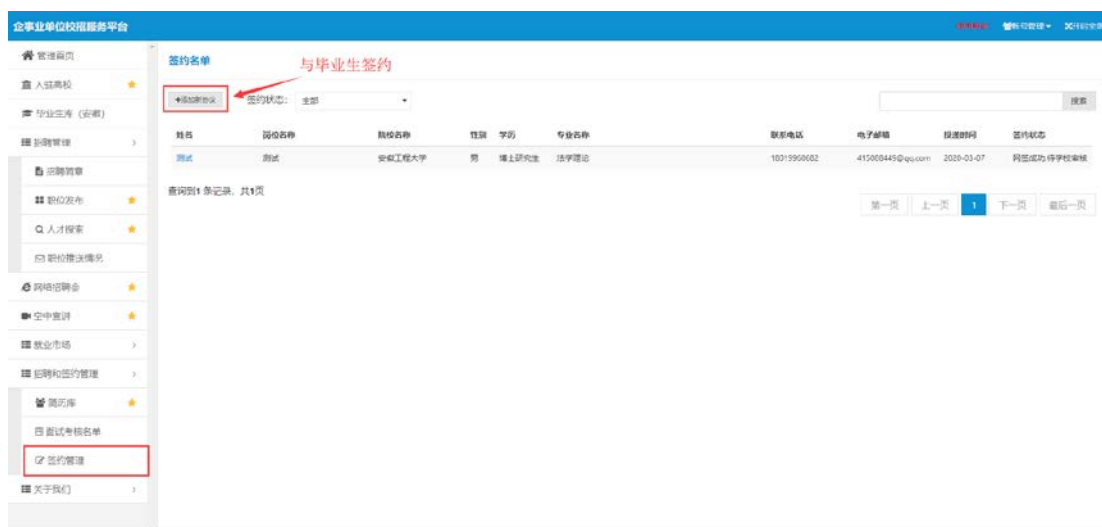 企事业单位校招服务平台
帐号管理
管理首页
签约名单
与毕业生签约
入驻高校
+添加新协议
签约状态:
全部
搜索
毕业生库 (安徽)
招聘管理
姓名 岗位名称 院校名称 性别 学历 专业名称 联系电话 电子邮箱 投递时间 签约状态
测试 测试 安徽工程大学 男 博士研究生 法学理论 2020-03-07 网签成功,待学校审核
招聘简章
查询到1 条记录, 共1页
职位发布
第一页 上一页 1 下一页 最后一页
人才搜索
职位推送情况
网络招聘会
空中宣讲
就业市场
招聘和签约管理
简历库
面试考核名单
签约管理
关于我们